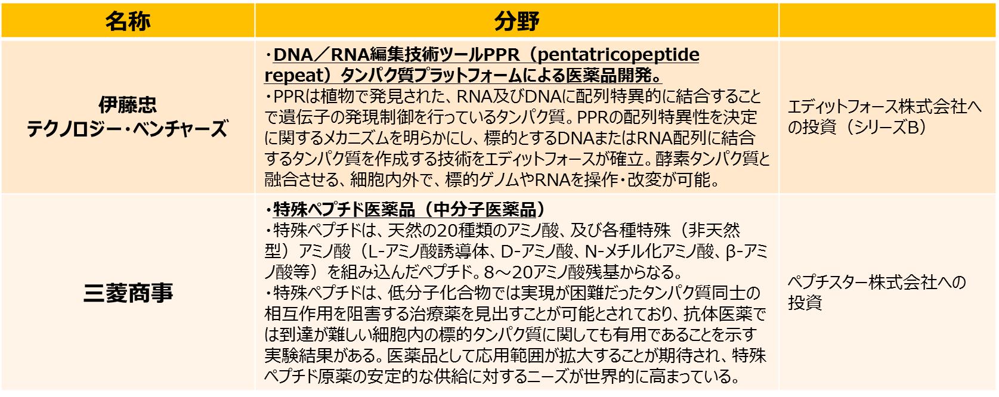 名称
分野
伊藤忠
テクノロジー・ベンチャーズ
・DNA／RNA編集技術ツールPPR（pentatricopeptide
repeat）タンパク質プラットフォームによる医薬品開発。
・PPRは植物で発見された、RNA及びDNAに配列特異的に結合すること
で遺伝子の発現制御を行っているタンパク質。PPRの配列特異性を決定
に関するメカニズムを明らかにし、標的とするDNAまたはRNA配列に結合
するタンパク質を作成する技術をエディットフォースが確立。酵素タンパク質と
融合させる、細胞内外で、標的ゲノムやRNAを操作・改変が可能。
エディットフォース株式会社へ
の投資（シリーズB）
三菱商事
・特殊ペプチド医薬品（中分子医薬品）
・特殊ペプチドは、天然の20種類のアミノ酸、及び各種特殊（非天然
型）アミノ酸（L-アミノ酸誘導体、D-アミノ酸、N-メチル化アミノ酸、β-アミ
ノ酸等）を組み込んだペプチド。8～20アミノ酸残基からなる。
・特殊ペプチドは、低分子化合物では実現が困難だったタンパク質同士の
相互作用を阻害する治療薬を見出すことが可能とされており、抗体医薬で
は到達が難しい細胞内の標的タンパク質に関しても有用であることを示す
実験結果がある。医薬品として応用範囲が拡大することが期待され、特殊
ペプチド原薬の安定的な供給に対するニーズが世界的に高まっている。
ペプチスター株式会社への
投資